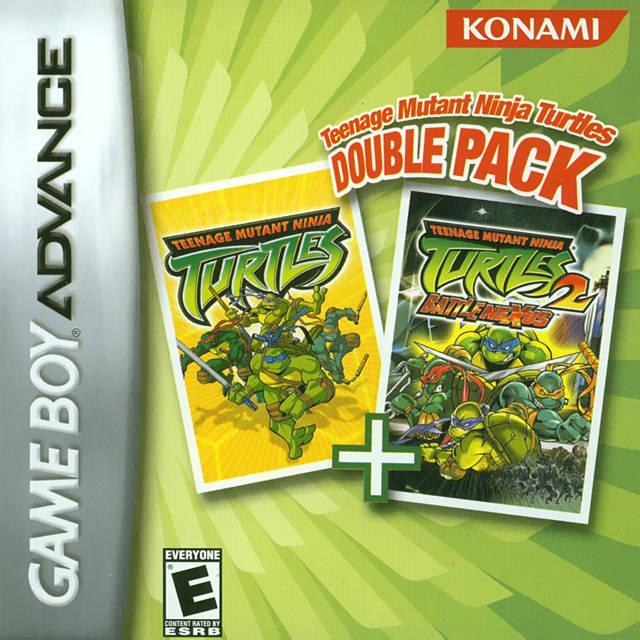 KONAMI
GAME BOY ADVANCE
Teenage Mutant Ninja Turtles
DOUBLE PACK
TEENAGE MUTANT NINJA
TURTLES
TEENAGE MUTANT NINJA
TURTLES 2
BATTLE NEXUS
+
EVERYONE
E
CONTENT RATED BY
ESRB